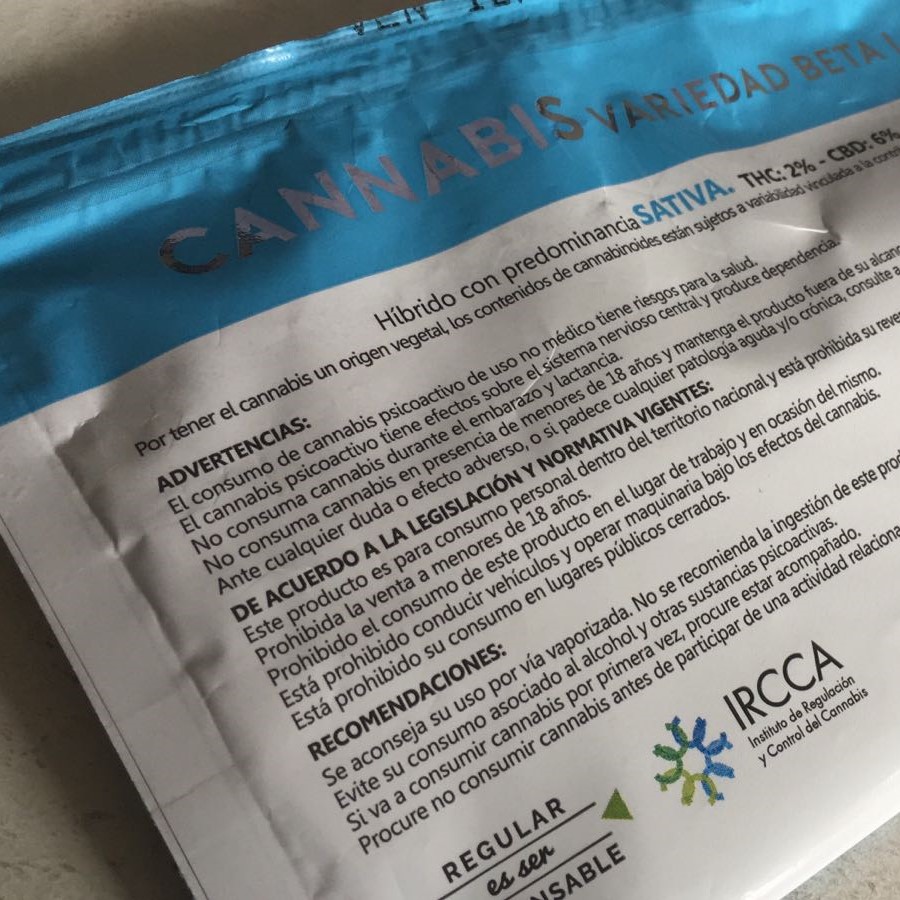 CANNABIS VARIEDAD BETA I
Híbrido con predominancia SATIVA. THC: 2% - CBD: 6%
Por tener el cannabis un origen vegetal, los contenidos de cannabinoides están sujetos a variabilidad vinculada a la
ADVERTENCIAS:
El consumo de cannabis psicoactivo de uso no médico tiene riesgos para la salud.
El cannabis psicoactivo tiene efectos sobre el sistema nervioso central y produce dependencia.
No consuma cannabis durante el embarazo y lactancia.
No consuma cannabis en presencia de menores de 18 años y mantenga el producto fuera de su
Ante cualquier duda o efecto adverso, o si padece cualquier patología aguda y/o crónica, consulte a
DE ACUERDO A LA LEGISLACIÓN Y NORMATIVA VIGENTES:
Este producto es para consumo personal dentro del territorio nacional y está prohibida su
Prohibida la venta a menores de 18 años.
Prohibido el consumo de este producto en el lugar de trabajo y en ocasión del mismo.
Está prohibido conducir vehículos y operar maquinaria bajo los efectos del cannabis.
Está prohibido su consumo en lugares públicos cerrados.
RECOMENDACIONES:
Se aconseja su uso por vía vaporizada. No se recomienda la ingestión de este
Evite su consumo asociado al alcohol y otras sustancias psicoactivas.
Si va a consumir cannabis por primera vez, procure estar acompañado.
Procure no consumir cannabis antes de participar de una actividad
IRCCA
Instituto de Regulación
y Control del Cannabis
REGULAR
es ser
NSABLE